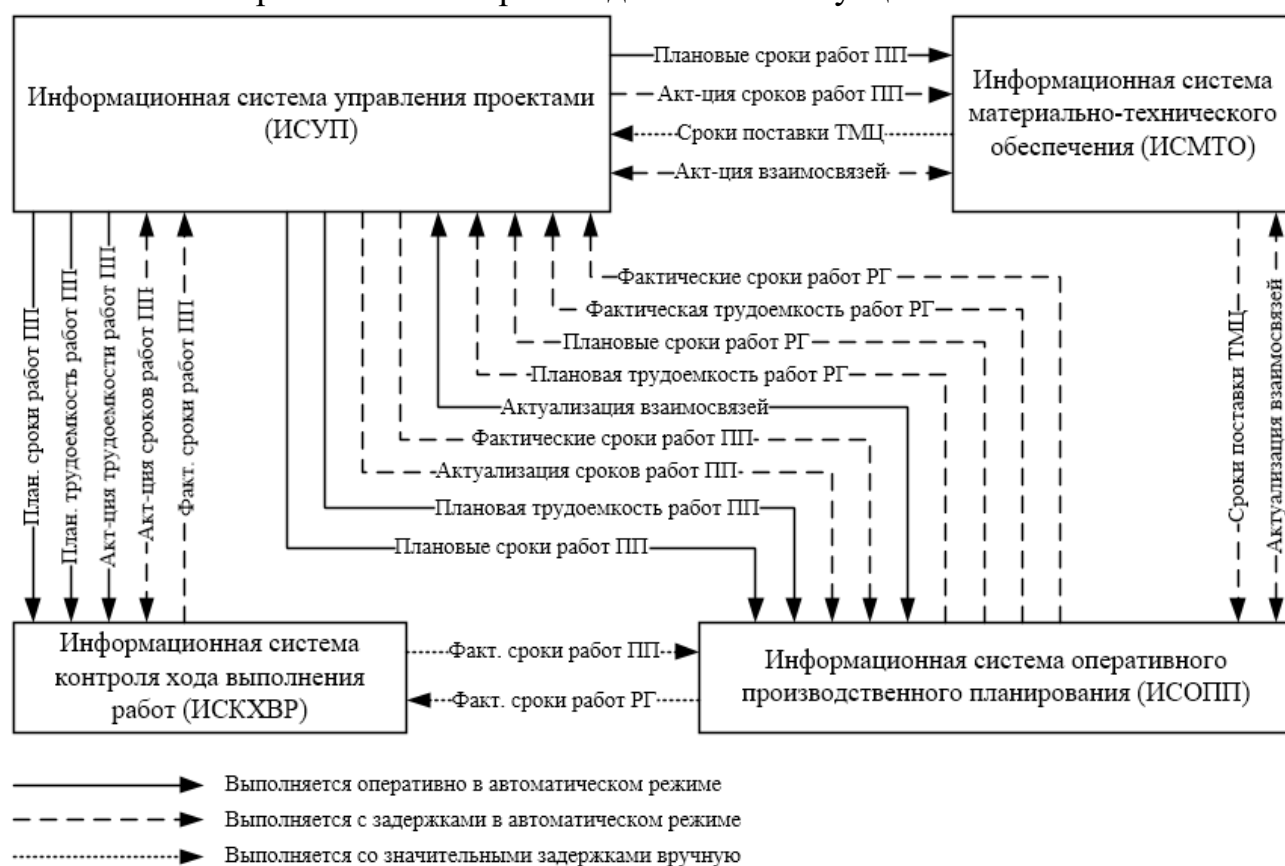 Информационная система управления проектами
(ИСУП)
Плановые сроки работ ПП
Акт-ция сроков работ ПП
Сроки поставки ТМЦ
Акт-ция взаимосвязей
Информационная система
материально-технического
обеспечения (ИСМТО)
План. сроки работ ПП
План. трудоемкость работ ПП
Акт-ция трудоемкости работ ПП
Акт-ция сроков работ ПП
Факт. сроки работ ПП
Фактические сроки работ РГ
Фактическая трудоемкость работ РГ
Плановые сроки работ РГ
Плановая трудоемкость работ РГ
Актуализация взаимосвязей
Фактические сроки работ ПП
Актуализация сроков работ ПП
Плановая трудоемкость работ ПП
Плановые сроки работ ПП
Сроки поставки ТМЦ
Актуализация взаимосвязей
Информационная система
контроля хода выполнения
работ (ИСКХВР)
Факт. сроки работ ПП
Факт. сроки работ РГ
Информационная система оперативного
производственного планирования (ИСОПП)
Выполняется оперативно в автоматическом режиме
Выполняется с задержками в автоматическом режиме
Выполняется со значительными задержками вручную